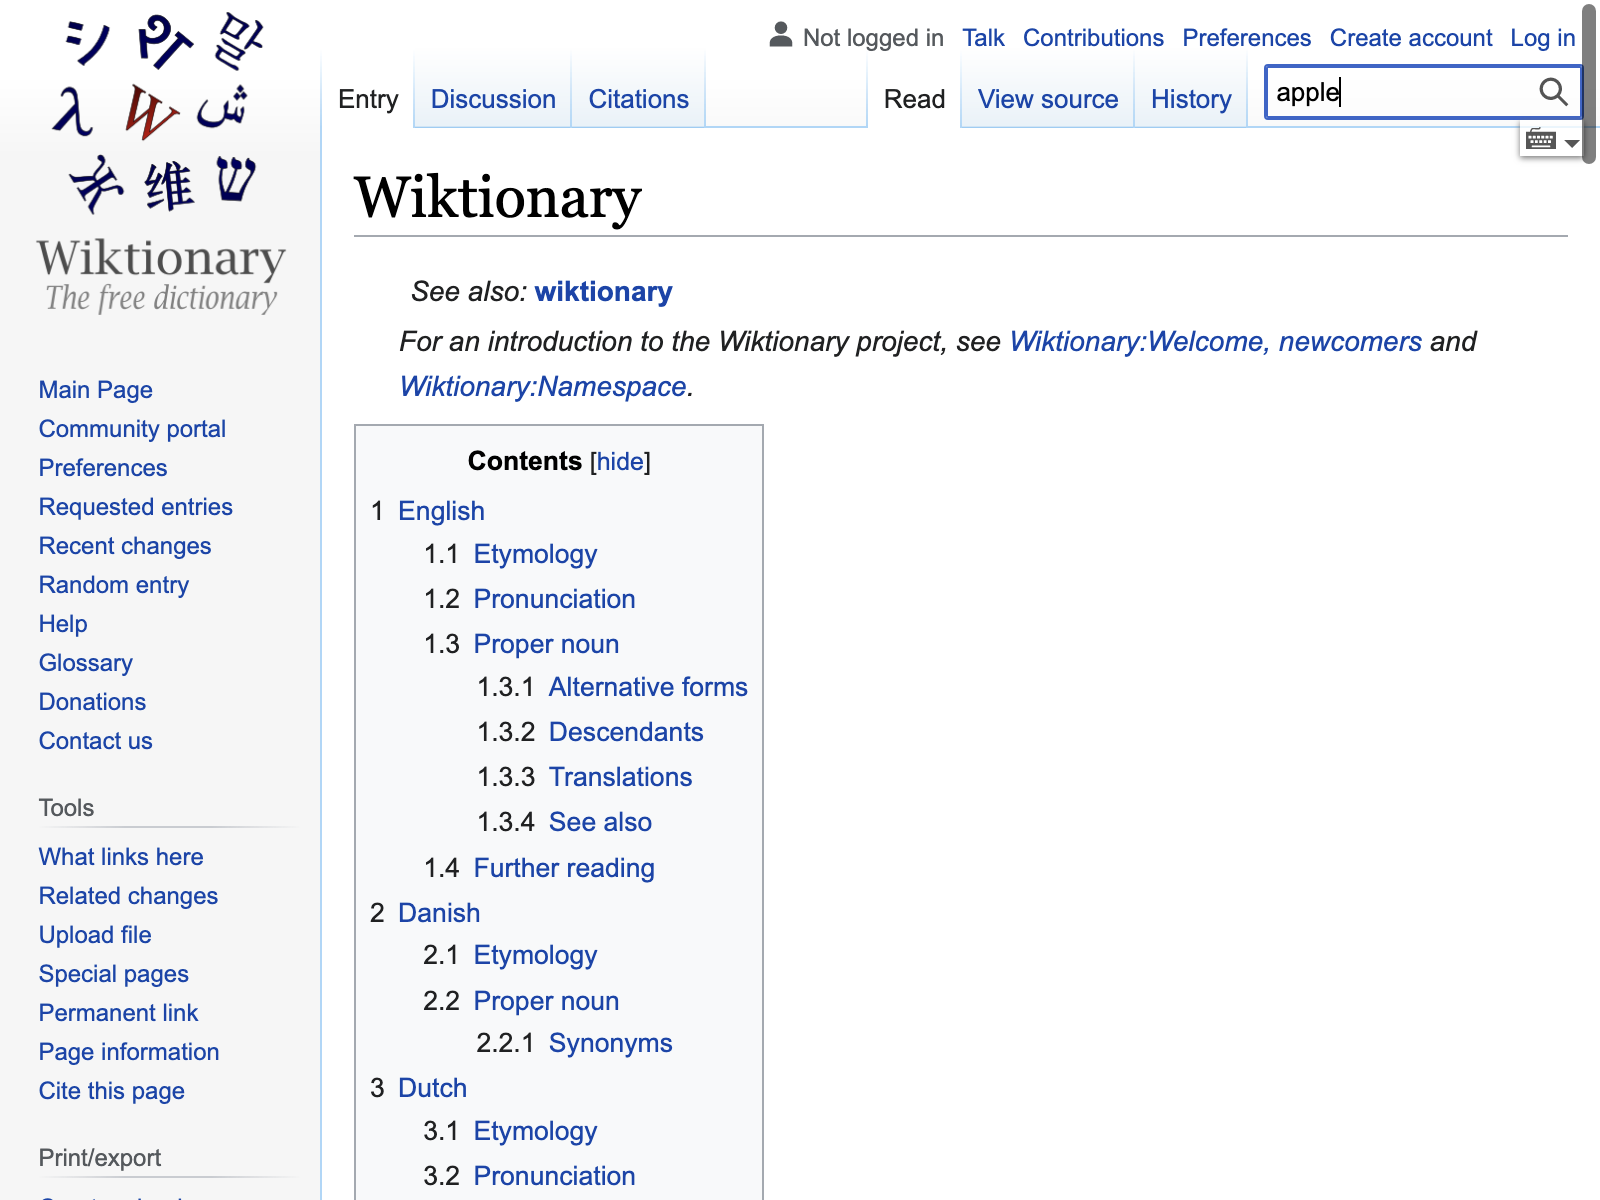 シ 말
λ W ش
维 ש
Wiktionary
The free dictionary
Not logged in Talk Contributions Preferences Create account Log in
Entry Discussion Citations Read View source History apple
Wiktionary
See also: wiktionary
For an introduction to the Wiktionary project, see Wiktionary:Welcome, newcomers and
Wiktionary:Namespace.
Contents [hide]
1 English
1.1 Etymology
1.2 Pronunciation
1.3 Proper noun
1.3.1 Alternative forms
1.3.2 Descendants
1.3.3 Translations
1.3.4 See also
1.4 Further reading
2 Danish
2.1 Etymology
2.2 Proper noun
2.2.1 Synonyms
3 Dutch
3.1 Etymology
3.2 Pronunciation
Main Page
Community portal
Preferences
Requested entries
Recent changes
Random entry
Help
Glossary
Donations
Contact us
Tools
What links here
Related changes
Upload file
Special pages
Permanent link
Page information
Cite this page
Print/export